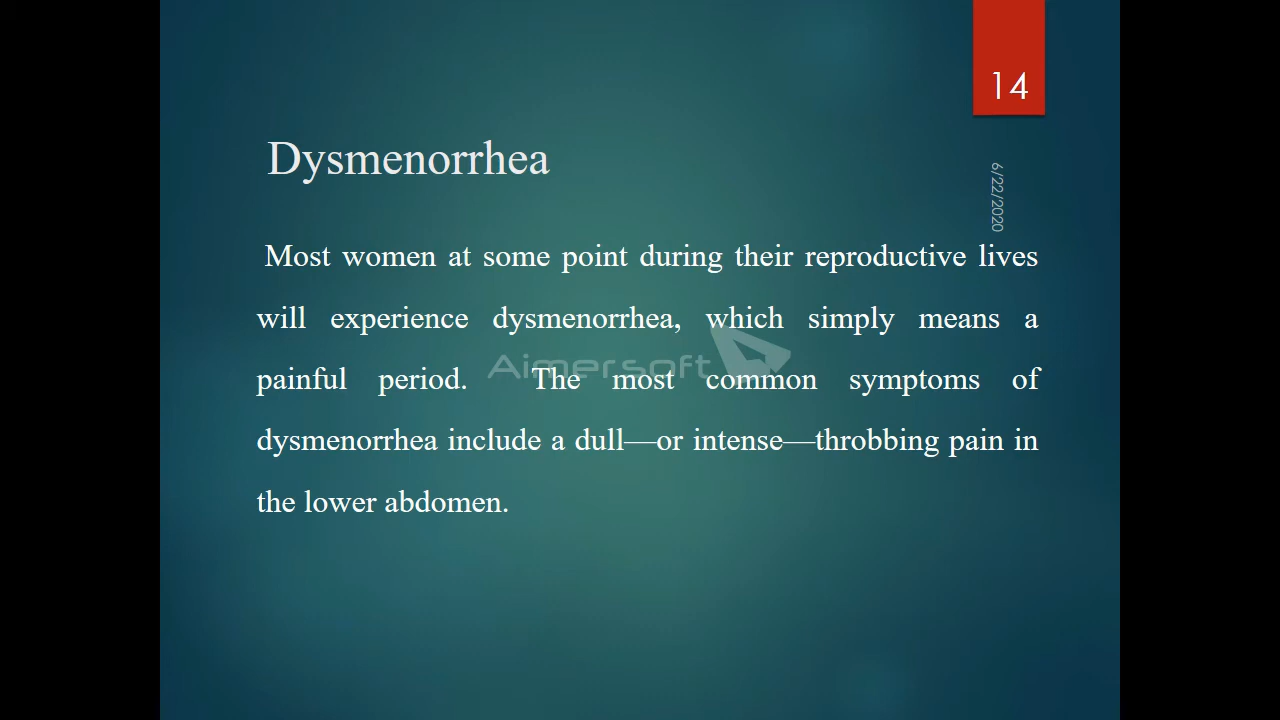 14
Dysmenorrhea
6/22/2020
Most women at some point during their reproductive lives
will experience dysmenorrhea, which simply means a
painful period. The most common symptoms of
Aimersoft
dysmenorrhea include a dull—or intense—throbbing pain in
the lower abdomen.